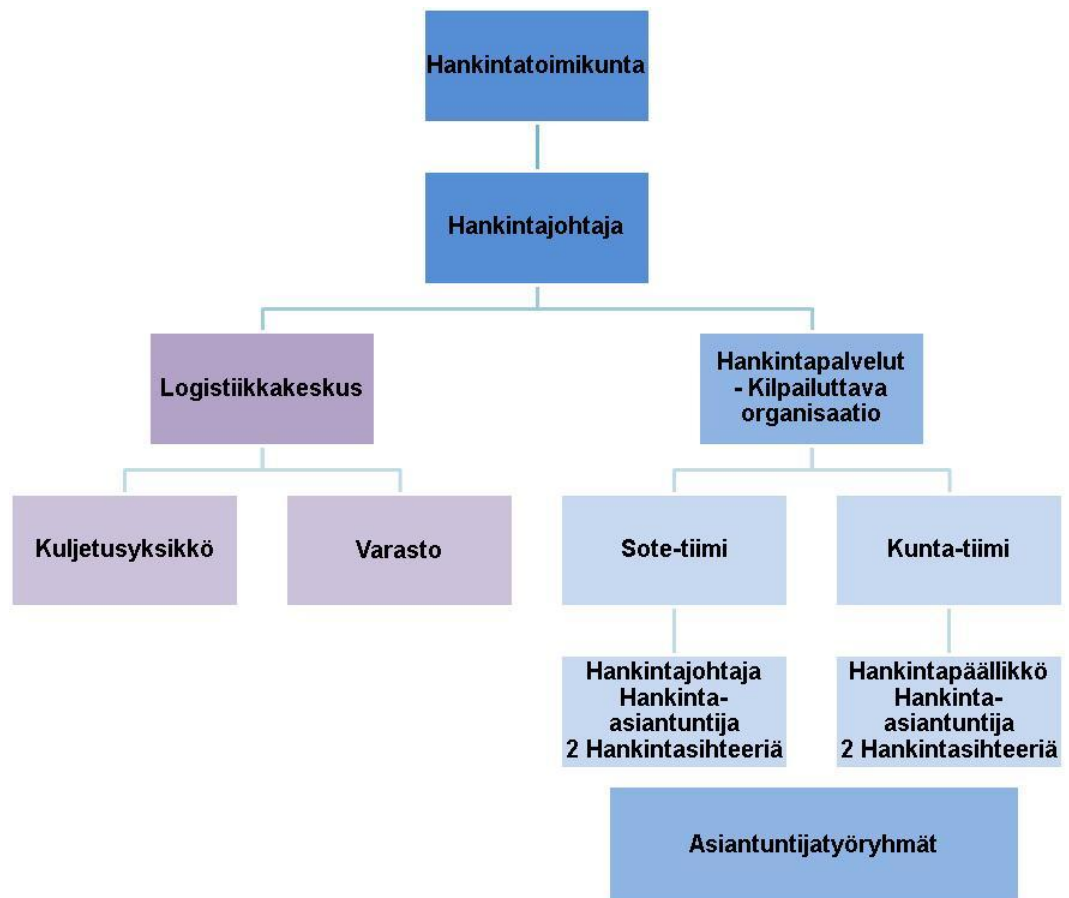 Hankintatoimikunta
Hankintajohtaja
Logistiikkakeskus
Hankintapalvelut
- Kilpailuttava
organisaatio
Kuljetusyksikkö
Varasto
Sote-tiimi
Kunta-tiimi
Hankintajohtaja
Hankinta-
asiantuntija
2 Hankintasihteeriä
Hankintapäällikkö
Hankinta-
asiantuntija
2 Hankintasihteeriä
Asiantuntijatyöryhmät